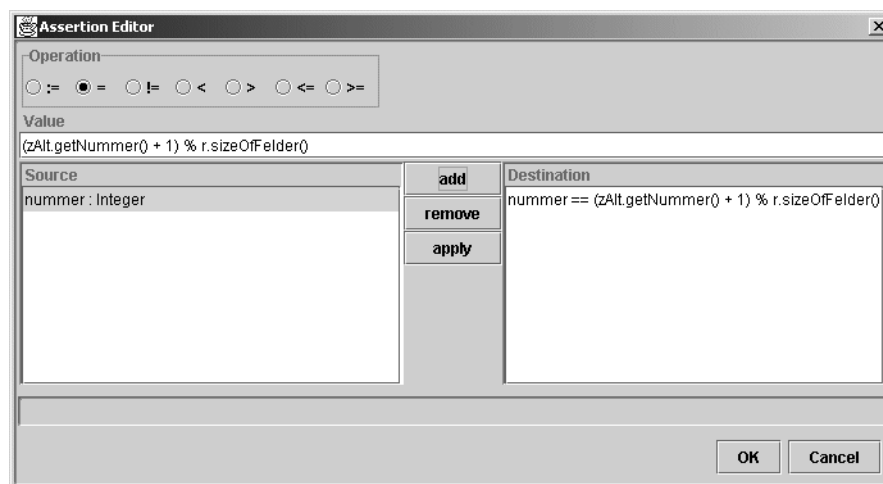 Assertion Editor
Operation
:= = != < > <= >=
Value
(zAlt.getNummer() + 1) % r.sizeOfFelder()
Source
nummer : Integer
add
remove
apply
Destination
nummer == (zAlt.getNummer() + 1) % r.sizeOfFelder()
OK Cancel